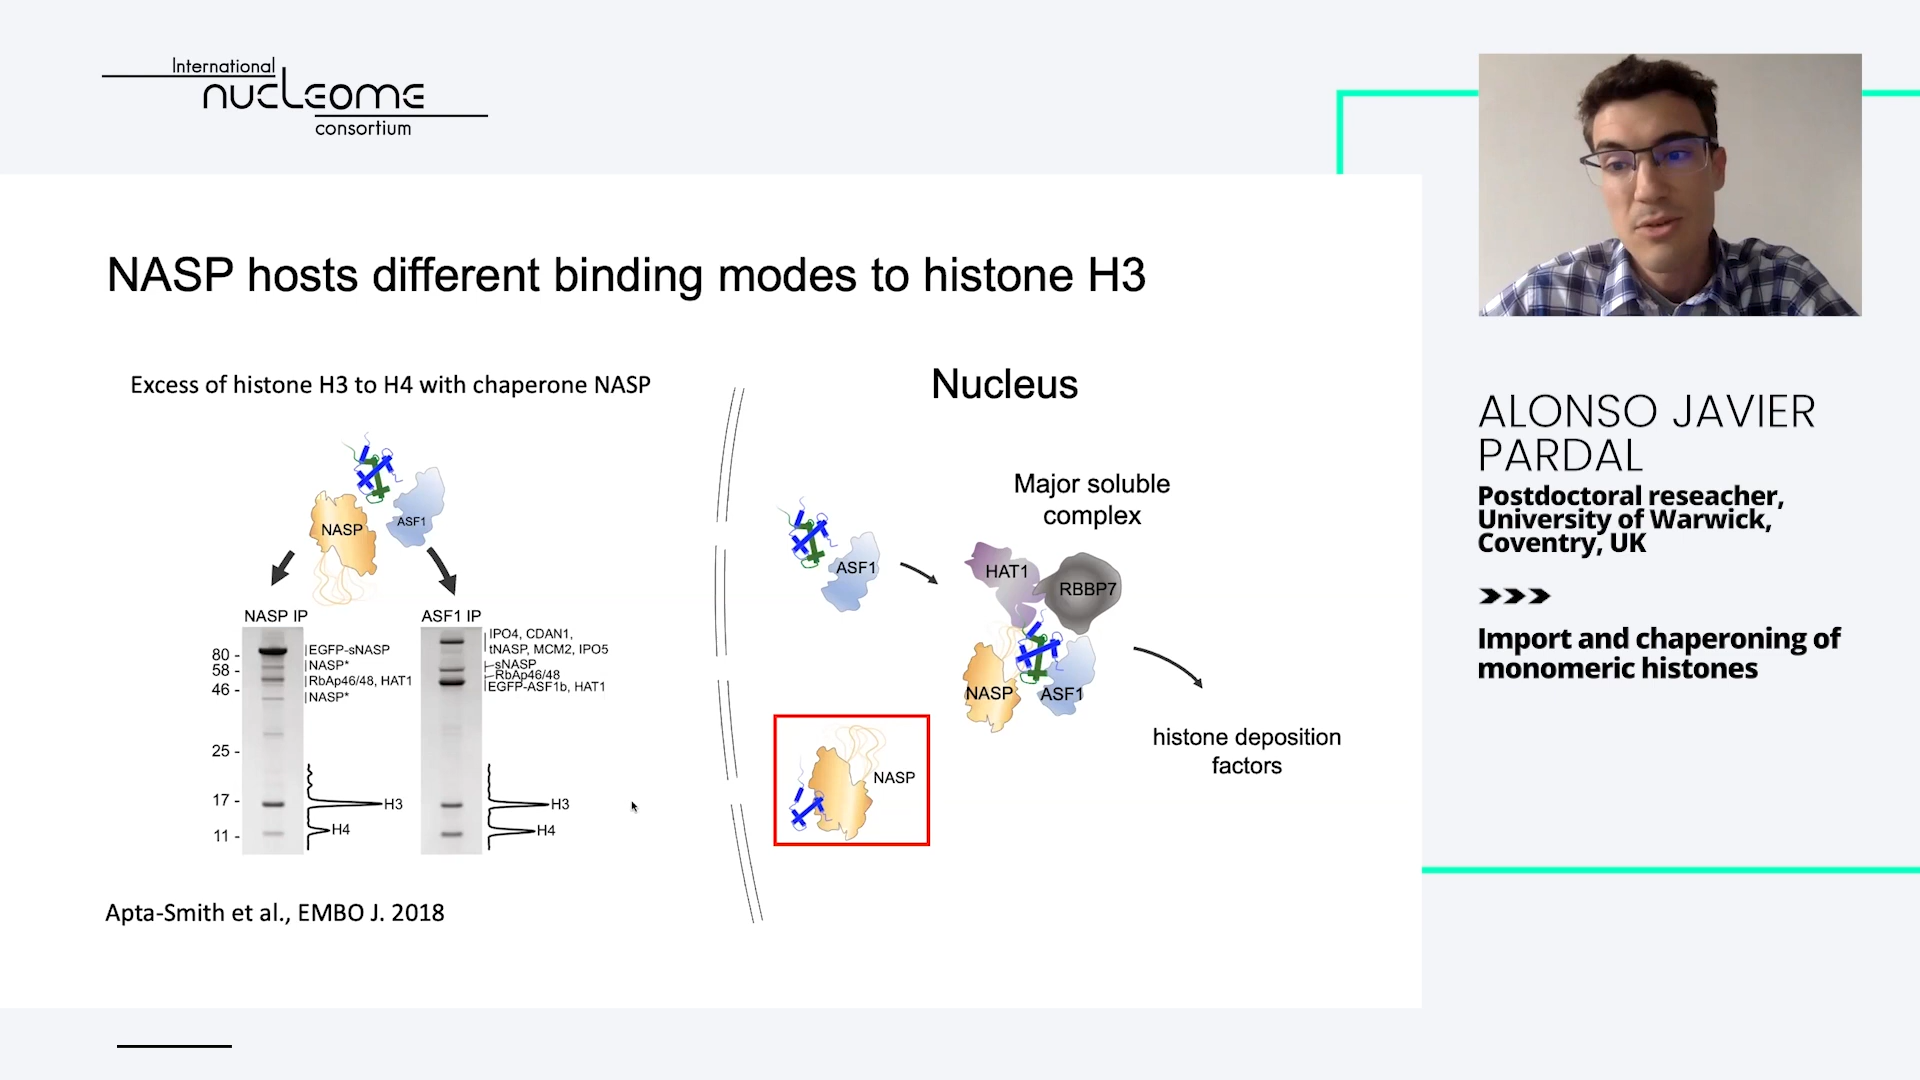 International
nucleome
consortium
NASP hosts different binding modes to histone H3
Excess of histone H3 to H4 with chaperone NASP
NASP
ASF1
NASP IP
ASF1 IP
80 -
58 -
46 -
25 -
17 -
11 -
EGFP-sNASP
NASP*
RbAp46/48, HAT1
NASP*
H3
H4
IPO4, CDAN1,
tNASP, MCM2, IPO5
sNASP
RbAp46/48
EGFP-ASF1b, HAT1
H3
H4
Apta-Smith et al., EMBO J. 2018
Nucleus
ASF1
Major soluble
complex
HAT1
RBBP7
NASP
ASF1
NASP
histone deposition
factors
ALONSO JAVIER
PARDAL
Postdoctoral reseacher,
University of Warwick,
Coventry, UK
Import and chaperoning of
monomeric histones